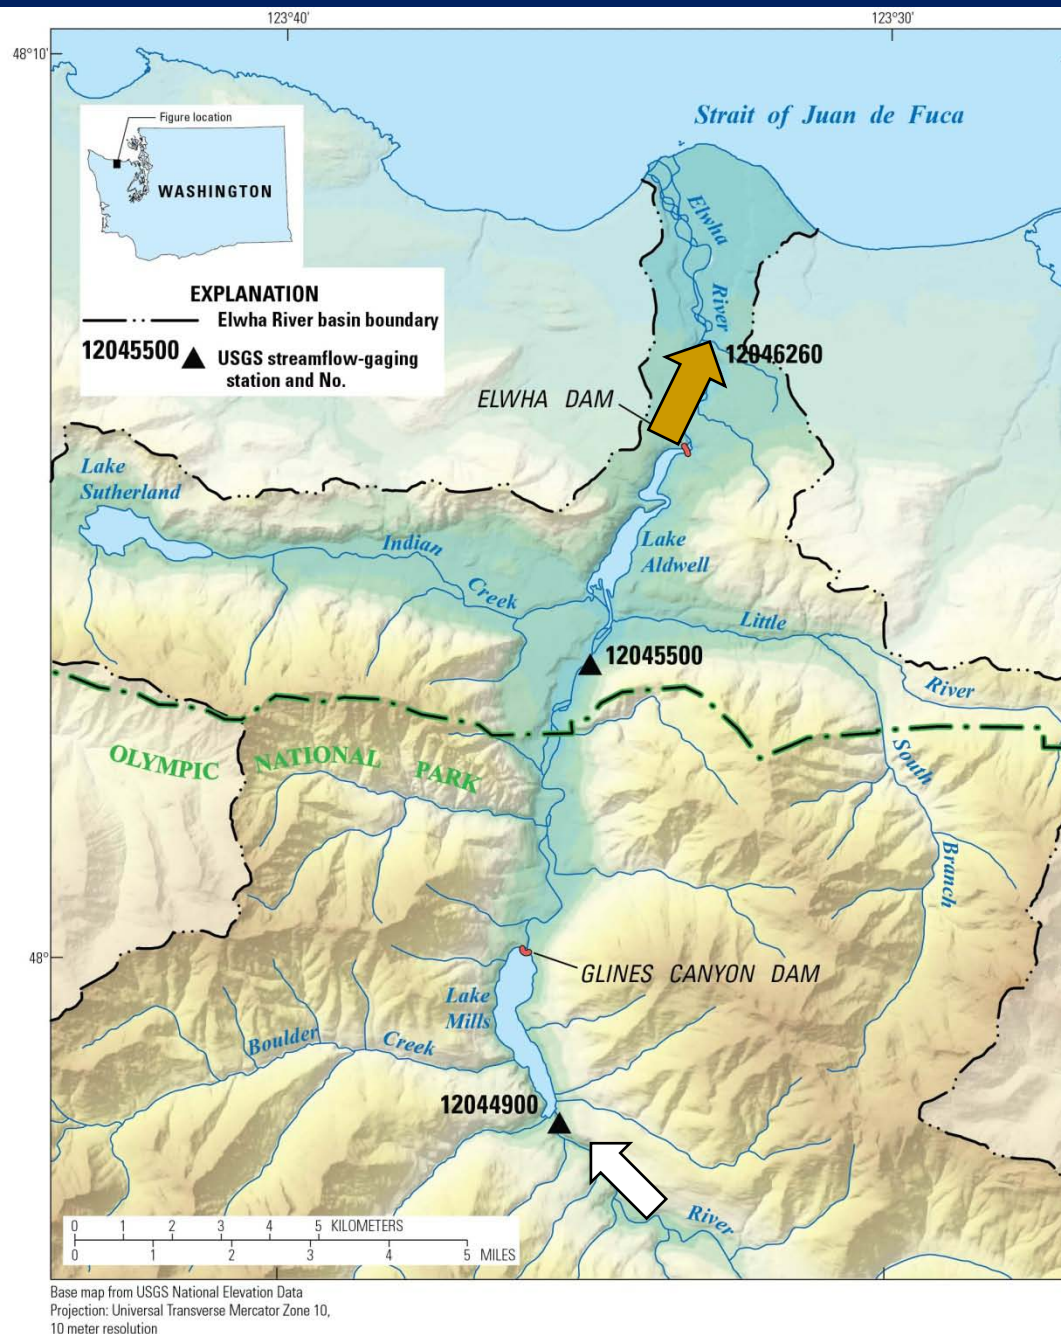 123°40'
123°30'
48°10'
Strait of Juan de Fuca
Figure location
WASHINGTON
EXPLANATION
Elwha River basin boundary
12045500
USGS streamflow-gaging
station and No.
Elwha
River
12046260
ELWHA DAM
Lake
Sutherland
Indian
Creek
Lake
Aldwell
Little
River
12045500
OLYMPIC NATIONAL PARK
South
Branch
48°
GLINES CANYON DAM
Lake
Mills
Boulder
Creek
12044900
River
0 1 2 3 4 5 KILOMETERS
0 1 2 3 4 5 MILES
Base map from USGS National Elevation Data
Projection: Universal Transverse Mercator Zone 10,
10 meter resolution